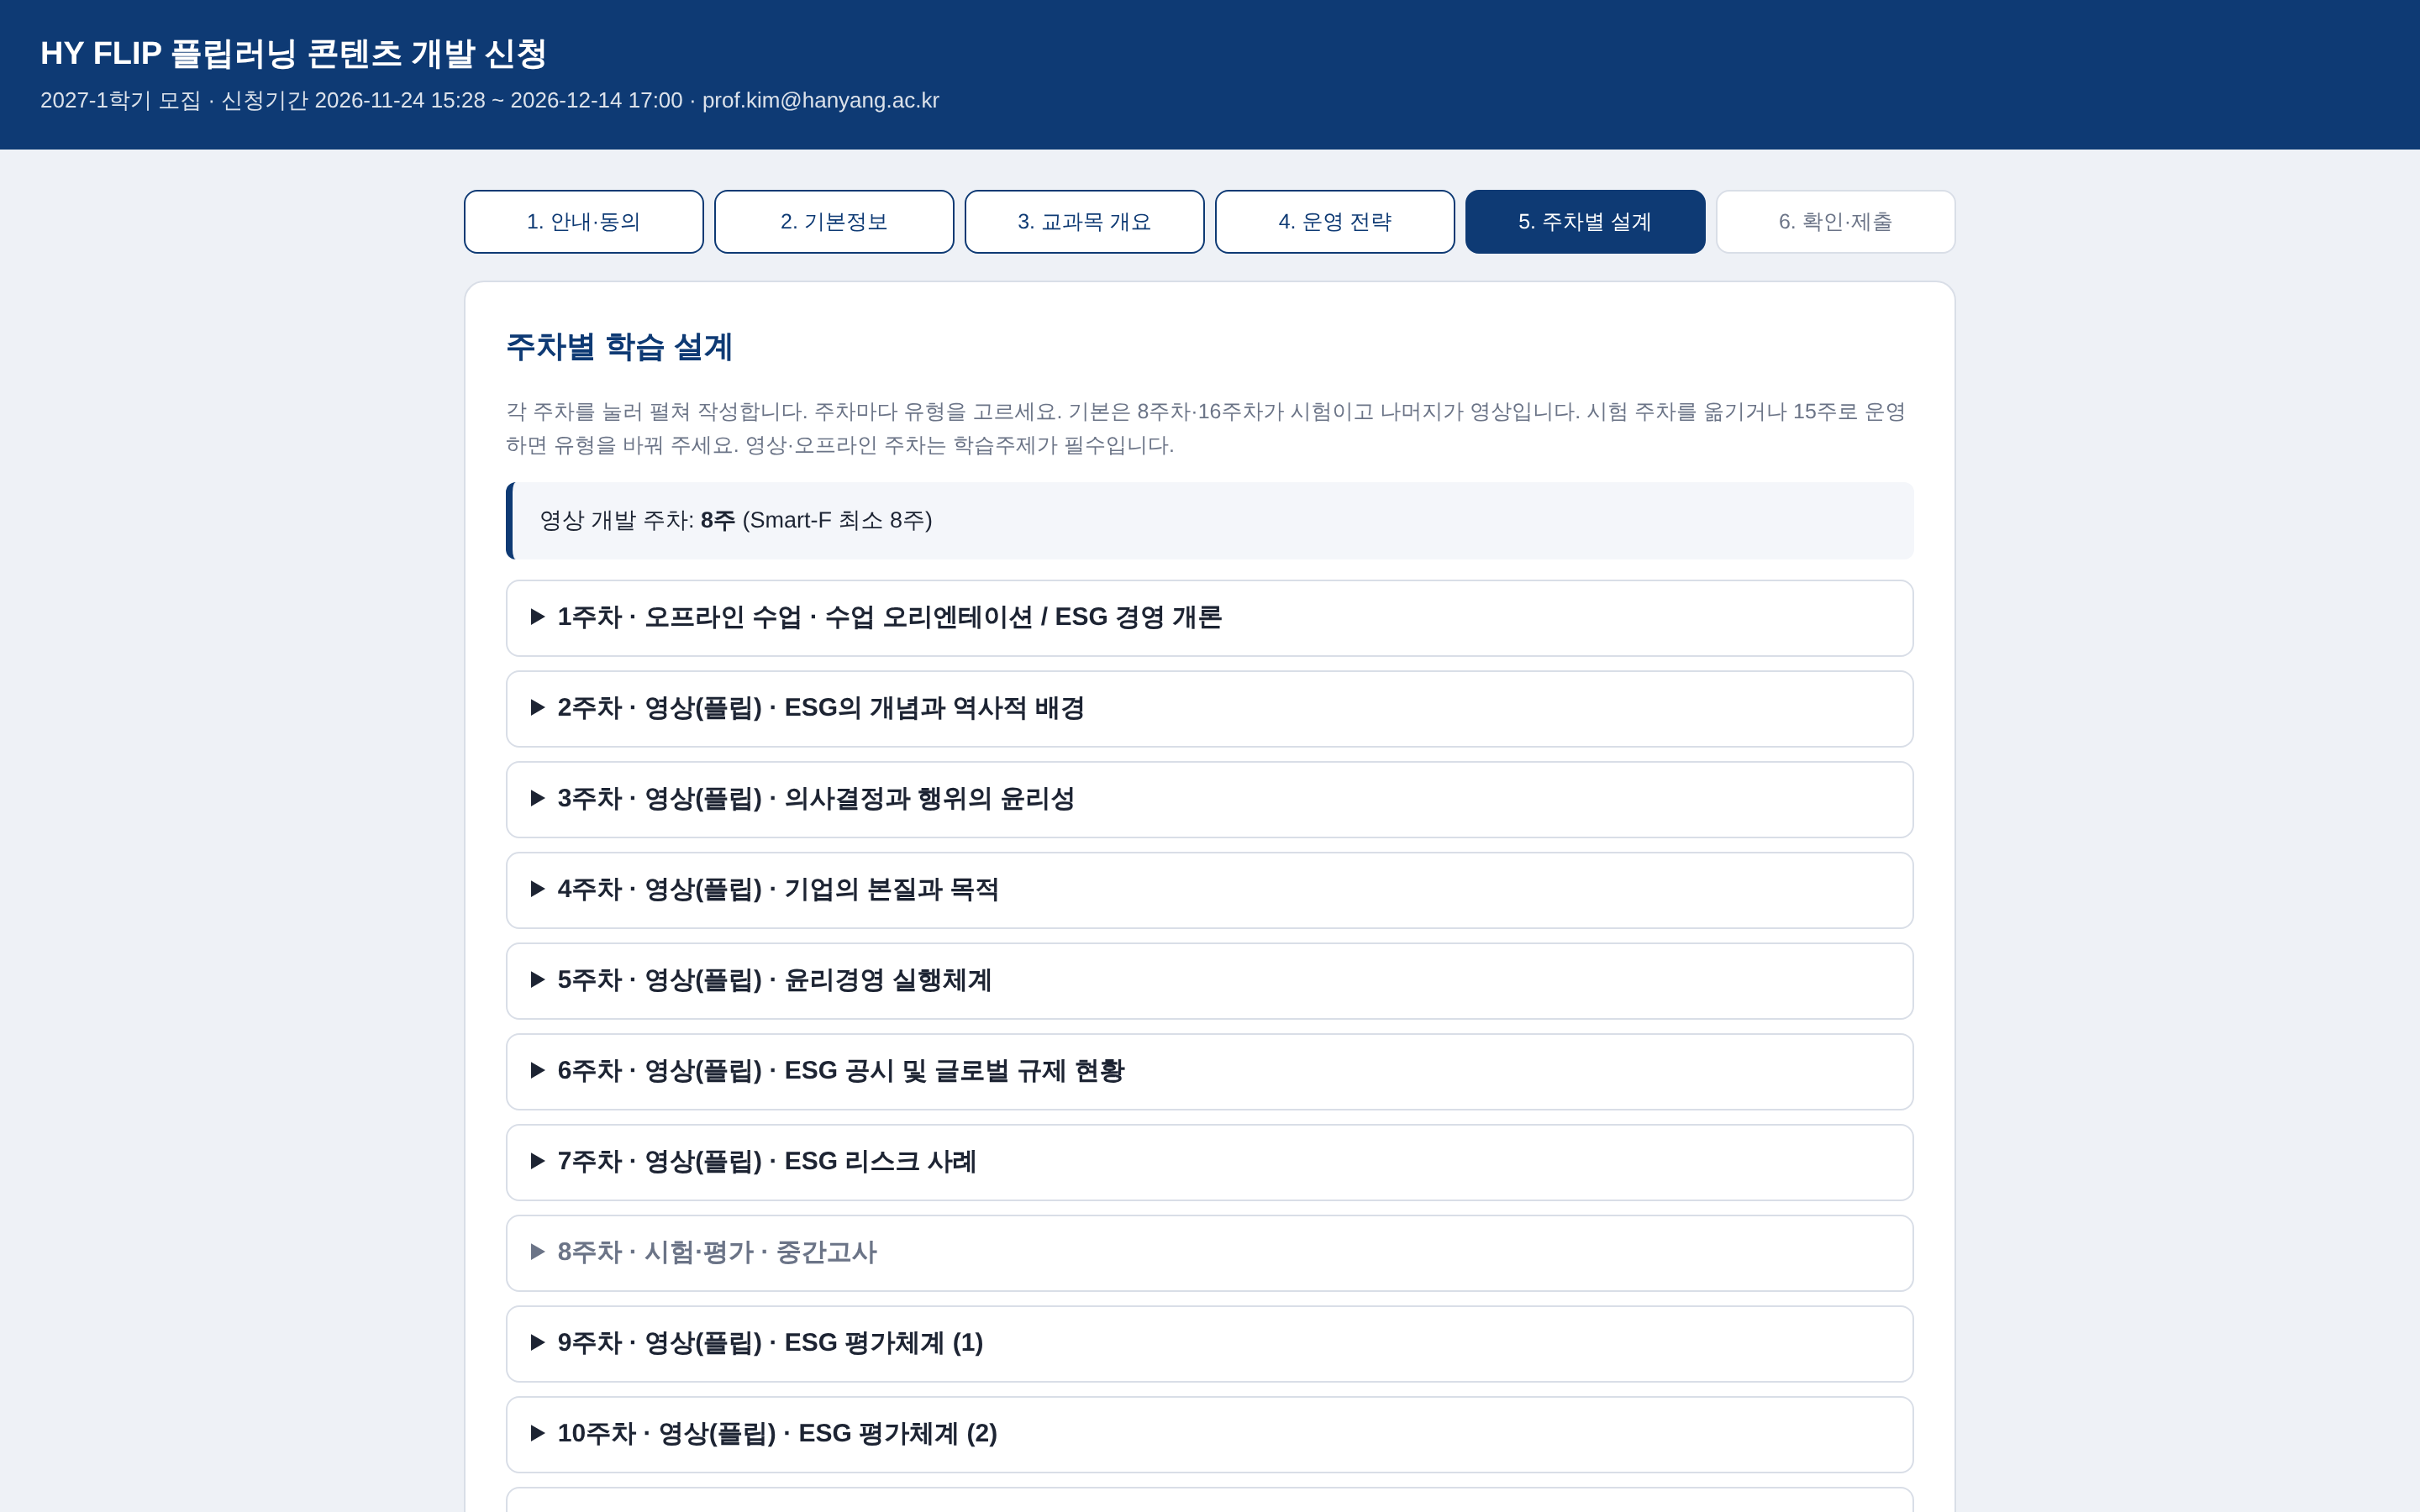 HY FLIP 플립러닝 콘텐츠 개발 신청
2027-1학기 모집 · 신청기간 2026-11-24 15:28 ~ 2026-12-14 17:00 · prof.kim@hanyang.ac.kr
1. 안내·동의
2. 기본정보
3. 교과목 개요
4. 운영 전략
5. 주차별 설계
6. 확인·제출
주차별 학습 설계
각 주차를 눌러 펼쳐 작성합니다. 주차마다 유형을 고르세요. 기본은 8주차·16주차가 시험이고 나머지가 영상입니다. 시험 주차를 옮기거나 15주로 운영
하면 유형을 바꿔 주세요. 영상·오프라인 주차는 학습주제가 필수입니다.
영상 개발 주차: 8주 (Smart-F 최소 8주)
▶ 1주차 · 오프라인 수업 · 수업 오리엔테이션 / ESG 경영 개론
▶ 2주차 · 영상(플립) · ESG의 개념과 역사적 배경
▶ 3주차 · 영상(플립) · 의사결정과 행위의 윤리성
▶ 4주차 · 영상(플립) · 기업의 본질과 목적
▶ 5주차 · 영상(플립) · 윤리경영 실행체계
▶ 6주차 · 영상(플립) · ESG 공시 및 글로벌 규제 현황
▶ 7주차 · 영상(플립) · ESG 리스크 사례
▶ 8주차 · 시험·평가 · 중간고사
▶ 9주차 · 영상(플립) · ESG 평가체계 (1)
▶ 10주차 · 영상(플립) · ESG 평가체계 (2)